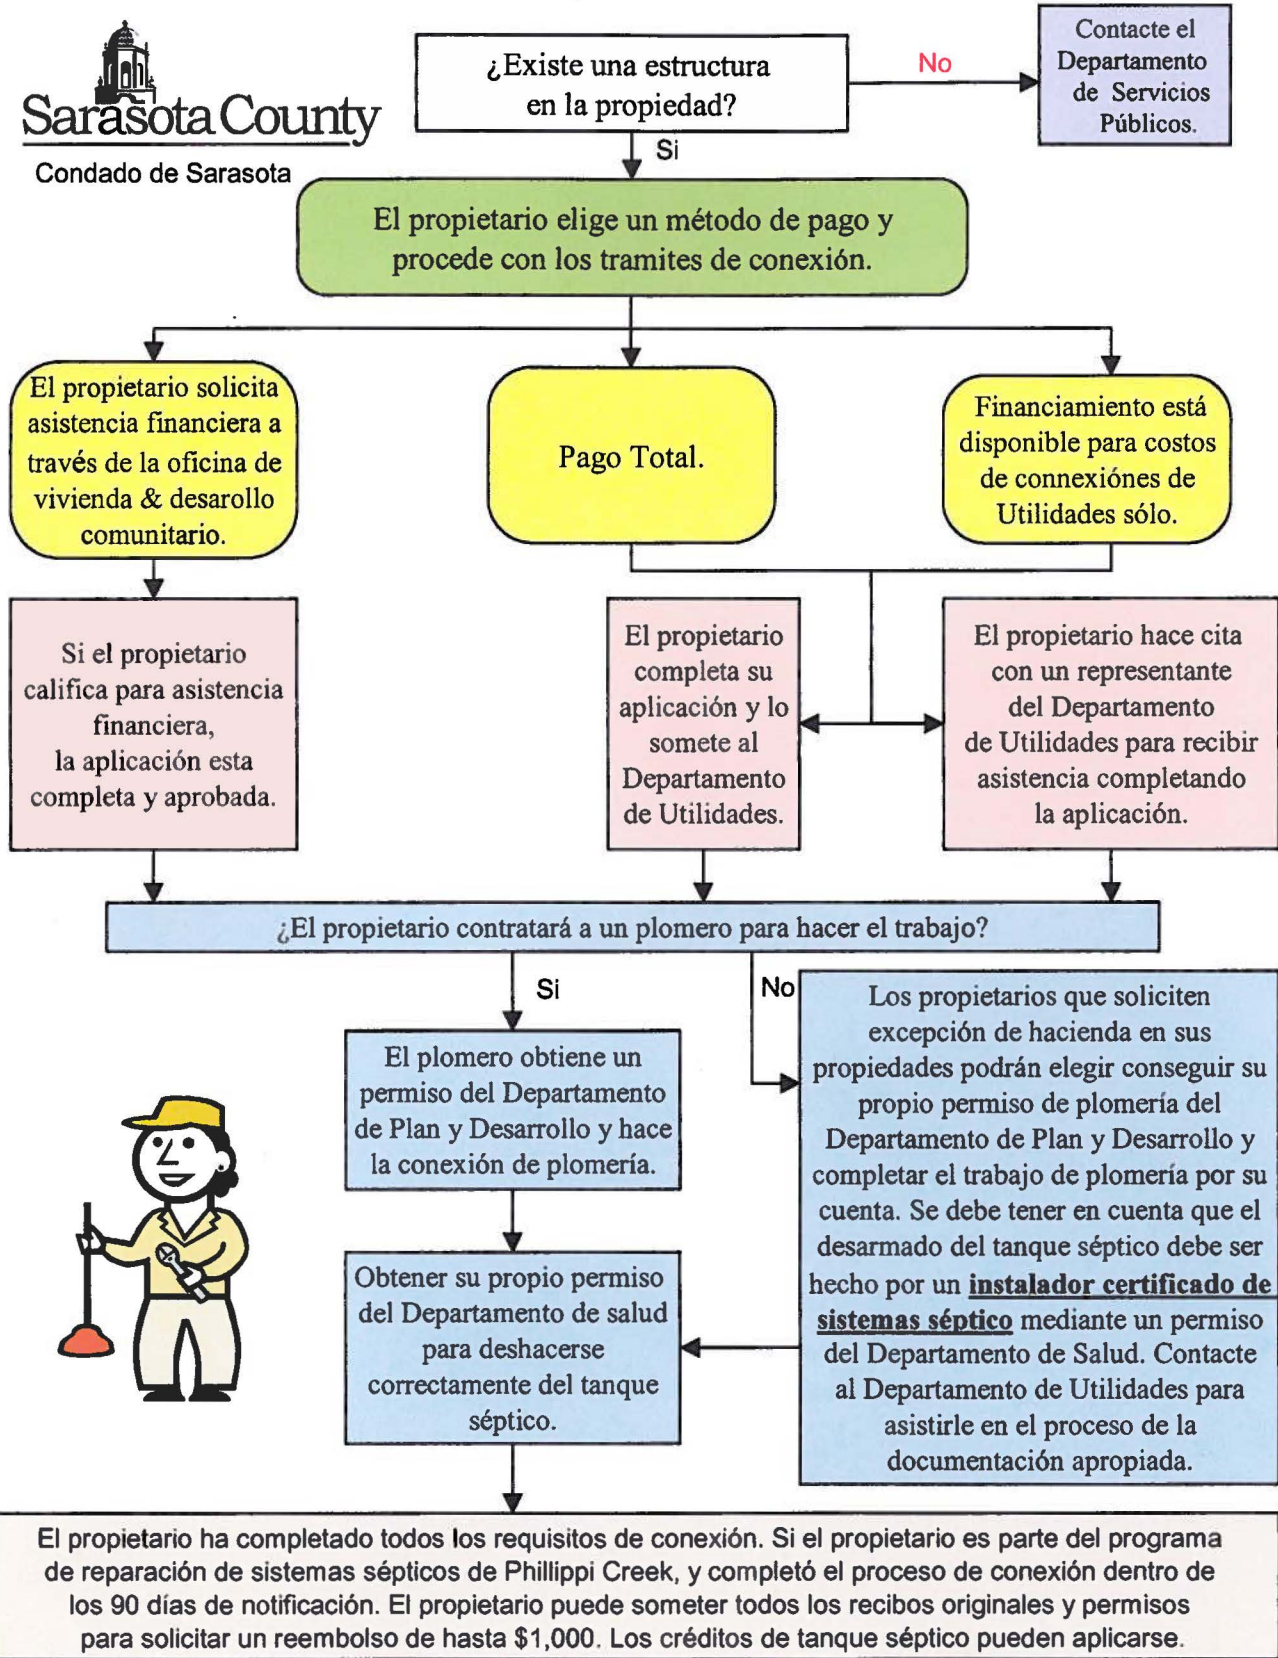 Sarasota County
Condado de Sarasota
¿Existe una estructura
en la propiedad?
No
Contacte el
Departamento
de Servicios
Públicos.
Si
El propietario elige un método de pago y
procede con los tramites de conexión.
El propietario solicita
asistencia financiera a
través de la oficina de
vivienda & desarollo
comunitario.
Pago Total.
Financiamiento está
disponible para costos
de connexiónes de
Utilidades sólo.
Si el propietario
califica para asistencia
financiera,
la aplicación esta
completa y aprobada.
El propietario
completa su
aplicación y lo
somete al
Departamento
de Utilidades.
El propietario hace cita
con un representante
del Departamento
de Utilidades para recibir
asistencia completando
la aplicación.
¿El propietario contratará a un plomero para hacer el trabajo?
Si
No
El plomero obtiene un
permiso del Departamento
de Plan y Desarrollo y hace
la conexión de plomería.
Obtener su propio permiso
del Departamento de salud
para deshacerse
correctamente del tanque
séptico.
Los propietarios que soliciten
excepción de hacienda en sus
propiedades podrán elegir conseguir su
propio permiso de plomería del
Departamento de Plan y Desarrollo y
completar el trabajo de plomería por su
cuenta. Se debe tener en cuenta que el
desarmado del tanque séptico debe ser
hecho por un instalador certificado de
sistemas séptico mediante un permiso
del Departamento de Salud. Contacte
al Departamento de Utilidades para
asistirle en el proceso de la
documentación apropiada.
El propietario ha completado todos los requisitos de conexión. Si el propietario es parte del programa
de reparación de sistemas sépticos de Phillippi Creek, y completó el proceso de conexión dentro de
los 90 días de notificación. El propietario puede someter todos los recibos originales y permisos
para solicitar un reembolso de hasta $1,000. Los créditos de tanque séptico pueden aplicarse.